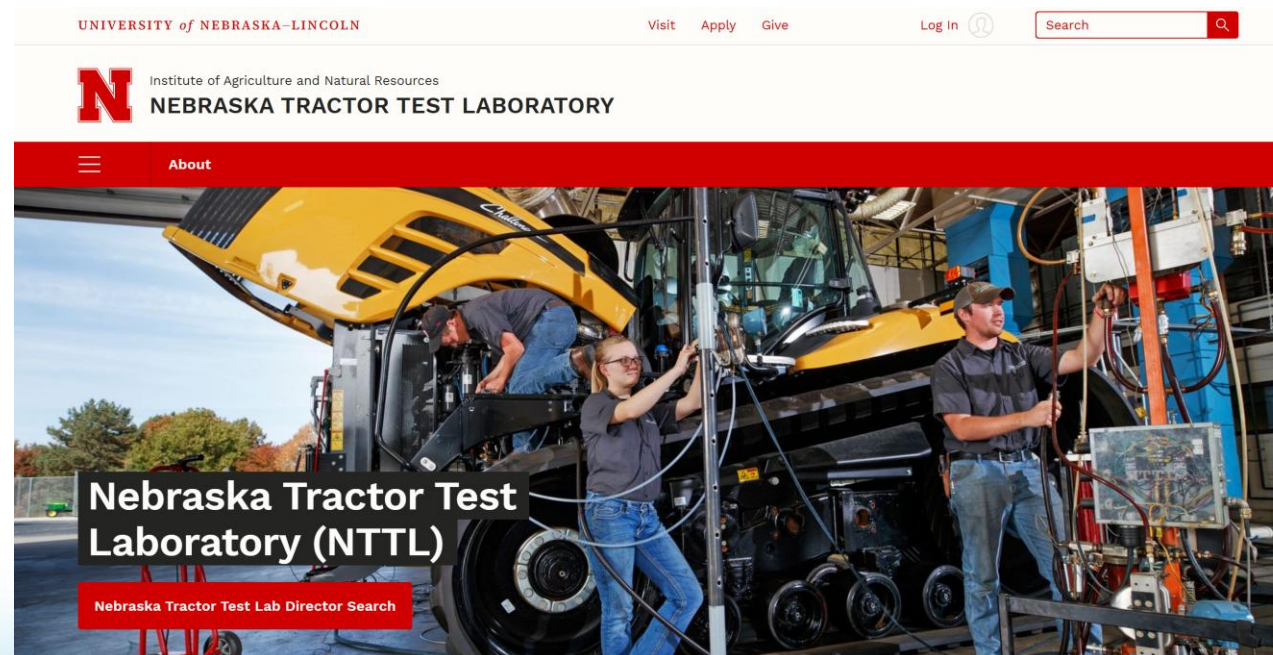 UNIVERSITY of NEBRASKA–LINCOLN
Visit Apply Give Log In Search
Institute of Agriculture and Natural Resources
N NEBRASKA TRACTOR TEST LABORATORY
About
Challen
Nebraska Tractor Test
Laboratory (NTTL)
Nebraska Tractor Test Lab Director Search